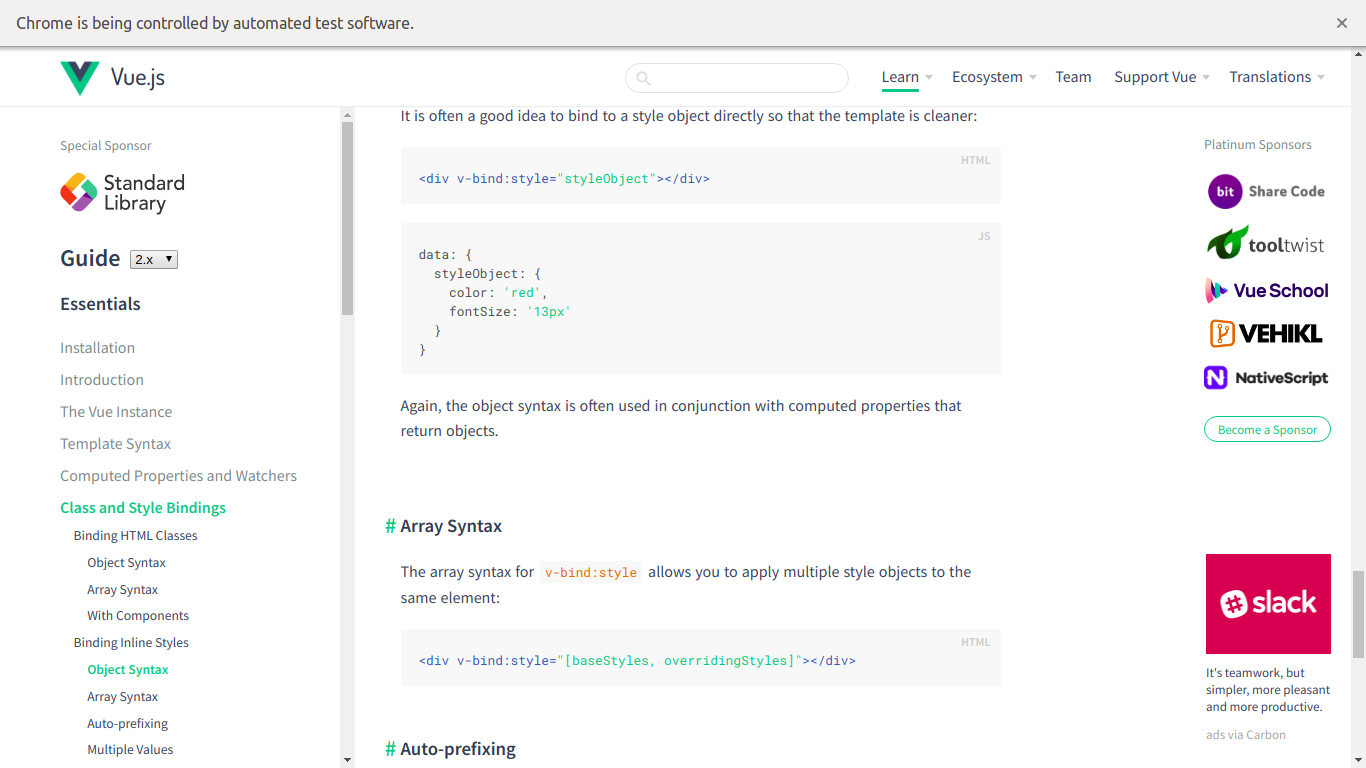 Chrome is being controlled by automated test software.
Vue.js
Learn
Ecosystem
Team
Support Vue
Translations
Special Sponsor
Standard
Library
Guide
2.x
Essentials
Installation
Introduction
The Vue Instance
Template Syntax
Computed Properties and Watchers
Class and Style Bindings
Binding HTML Classes
Object Syntax
Array Syntax
With Components
Binding Inline Styles
Object Syntax
Array Syntax
Auto-prefixing
Multiple Values
It is often a good idea to bind to a style object directly so that the template is cleaner:
HTML
<div v-bind:style="styleObject"></div>
JS
data: {
  styleObject: {
    color: 'red',
    fontSize: '13px'
  }
}
Again, the object syntax is often used in conjunction with computed properties that
return objects.
# Array Syntax
The array syntax for v-bind:style allows you to apply multiple style objects to the
same element:
HTML
<div v-bind:style="[baseStyles, overridingStyles]"></div>
# Auto-prefixing
Platinum Sponsors
bit Share Code
tooltwist
Vue School
VEHIKL
N NativeScript
Become a Sponsor
slack
It's teamwork, but
simpler, more pleasant
and more productive.
ads via Carbon